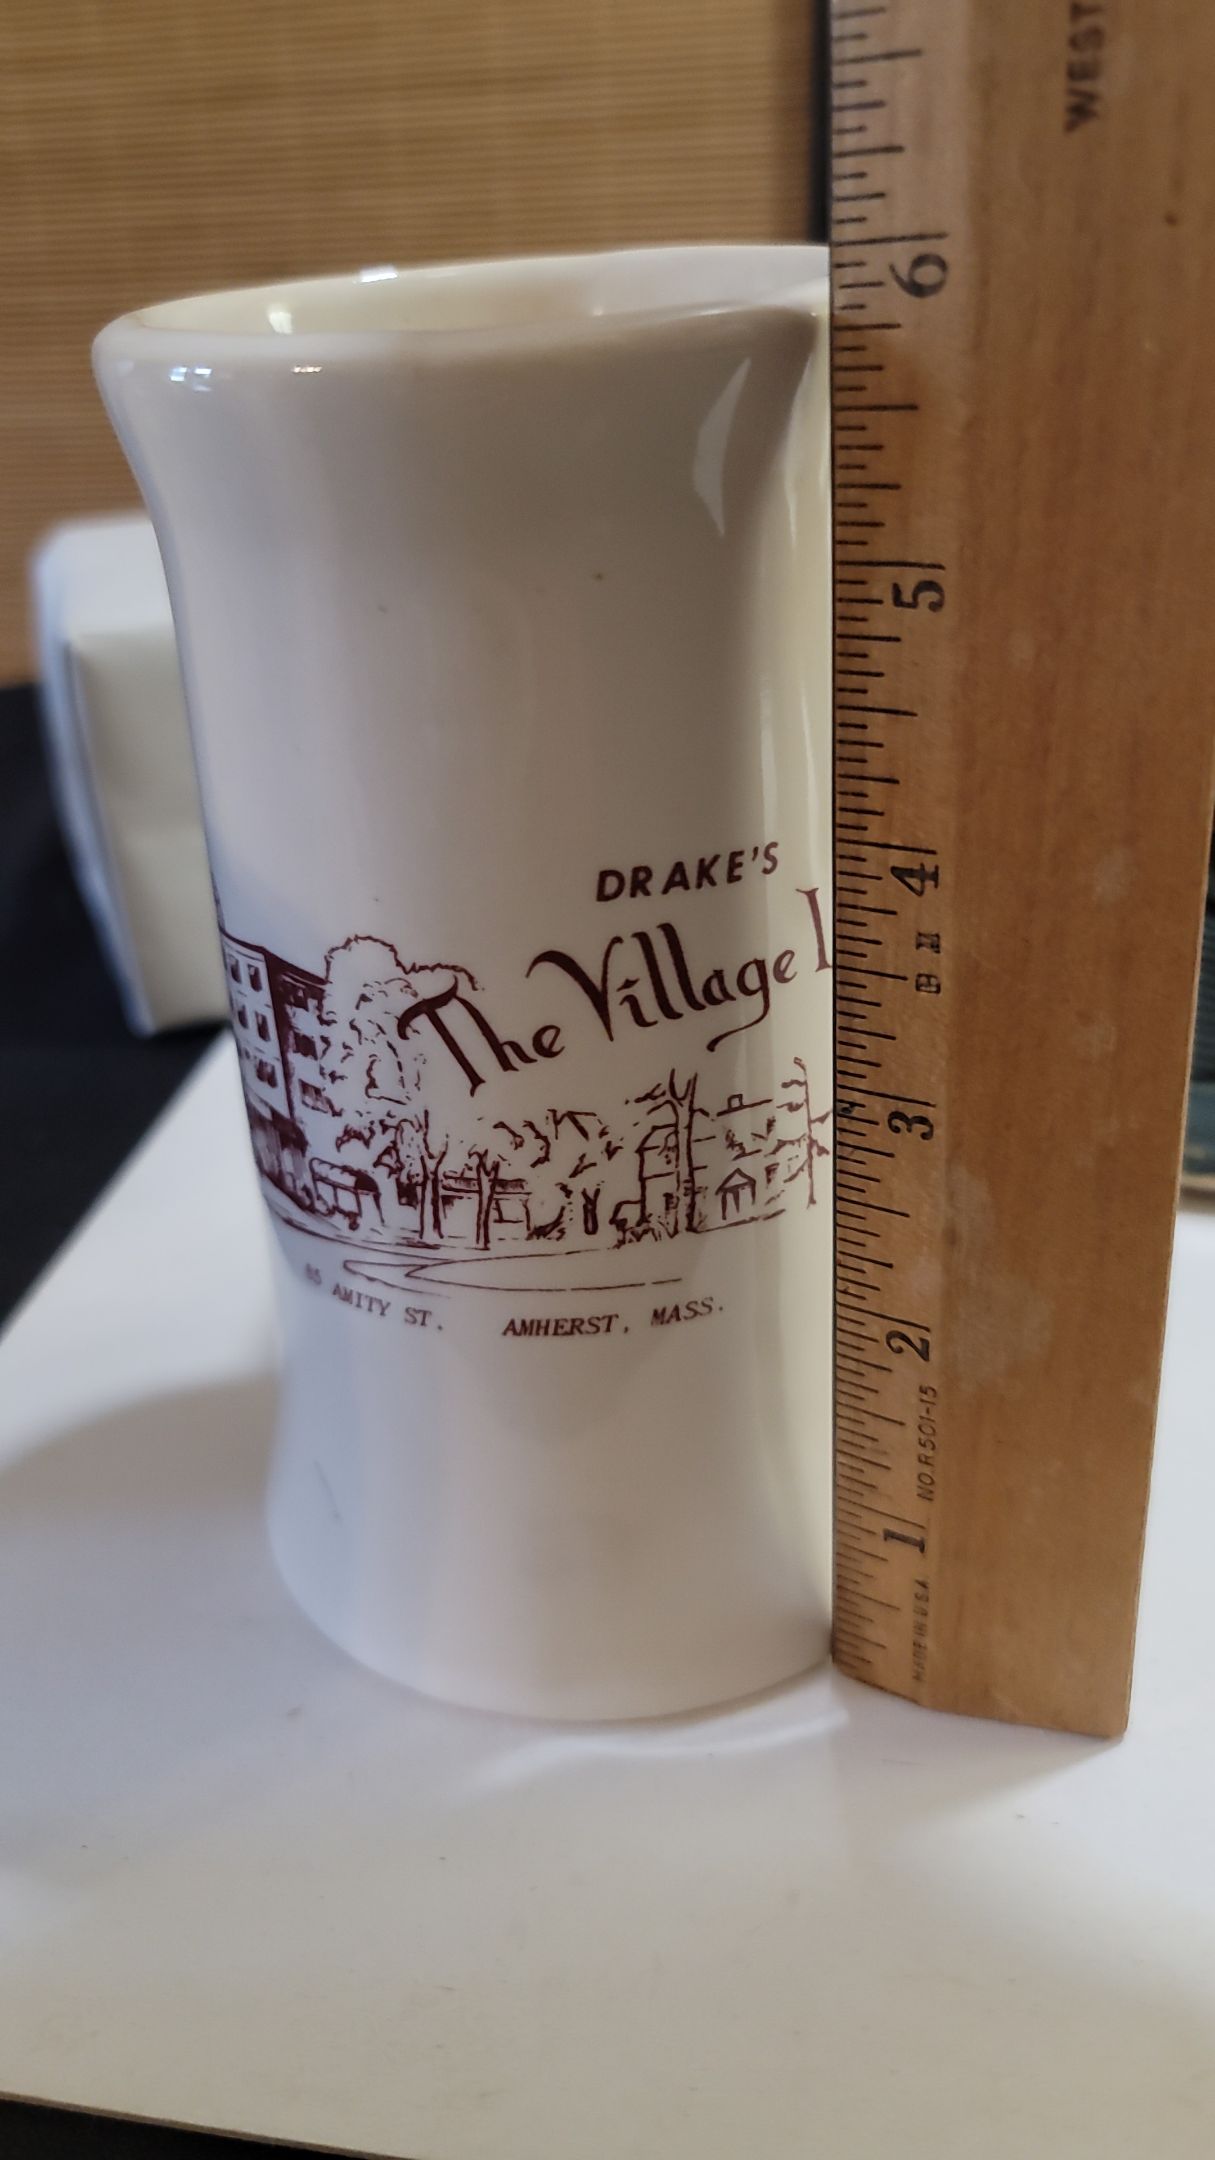 DRAKE'S
The Village I
85 AMITY ST. AMHERST, MASS.
WEST
6
5
4
3
2
1
NO.R501-15
MADE IN U.S.A.